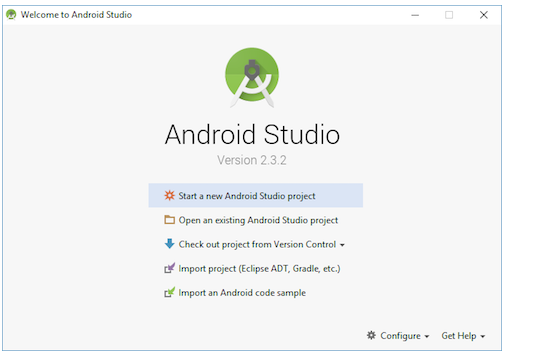 Welcome to Android Studio
Android Studio
Version 2.3.2
Start a new Android Studio project
Open an existing Android Studio project
Check out project from Version Control
Import project (Eclipse ADT, Gradle, etc.)
Import an Android code sample
Configure Get Help